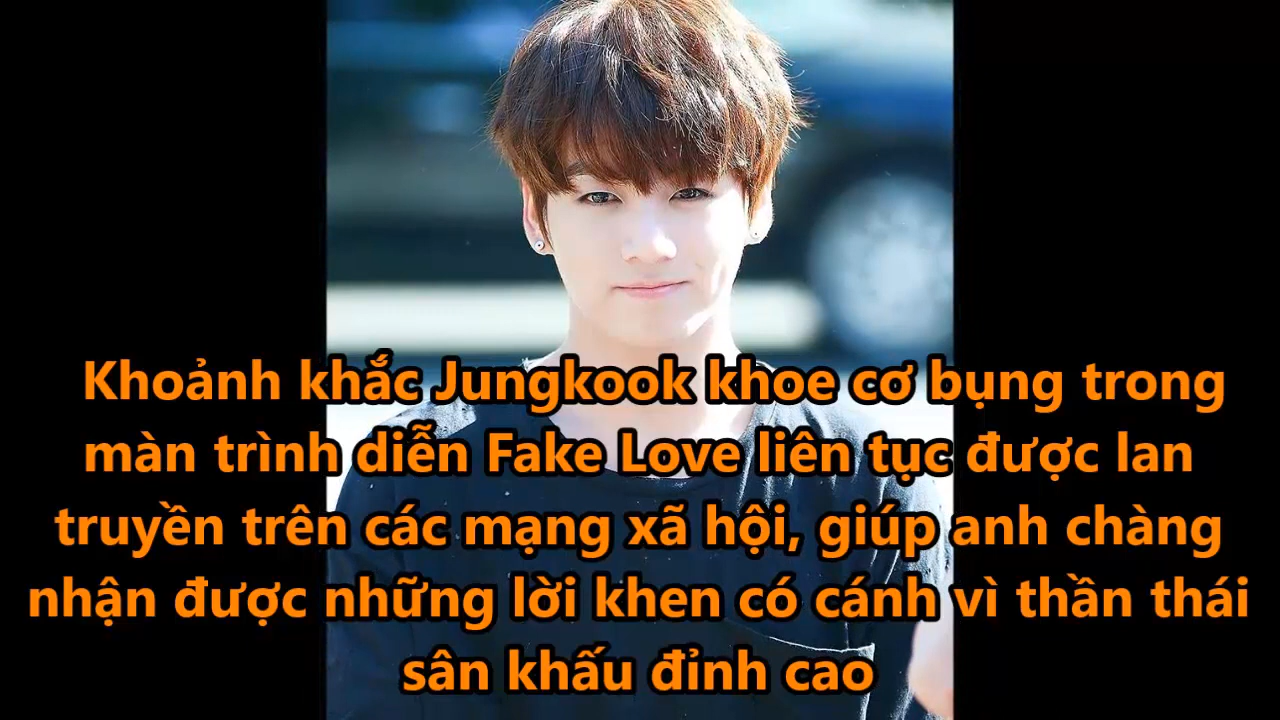 Khoảnh khắc Jungkook khoe cơ bụng trong
màn trình diễn Fake Love liên tục được lan
truyền trên các mạng xã hội, giúp anh chàng
nhận được những lời khen có cánh vì thần thái
sân khấu đỉnh cao